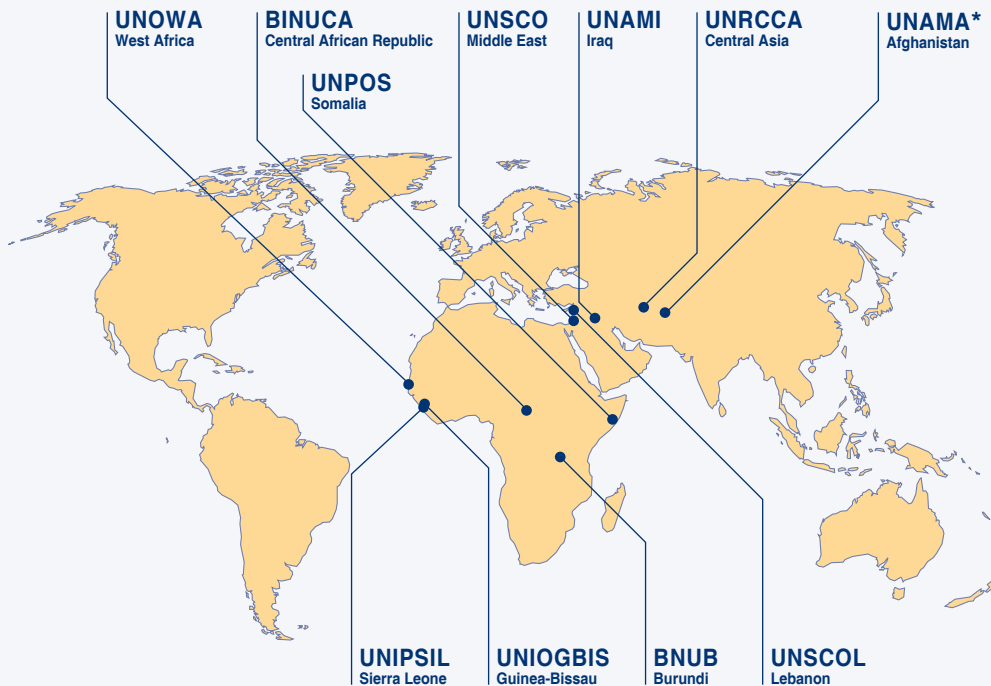 UNOWA
West Africa
BINUCA
Central African Republic
UNSCO
Middle East
UNAMI
Iraq
UNRCCA
Central Asia
UNAMA*
Afghanistan
UNPOS
Somalia
UNIPSIL
Sierra Leone
UNIOGBIS
Guinea-Bissau
BNUB
Burundi
UNSCOL
Lebanon